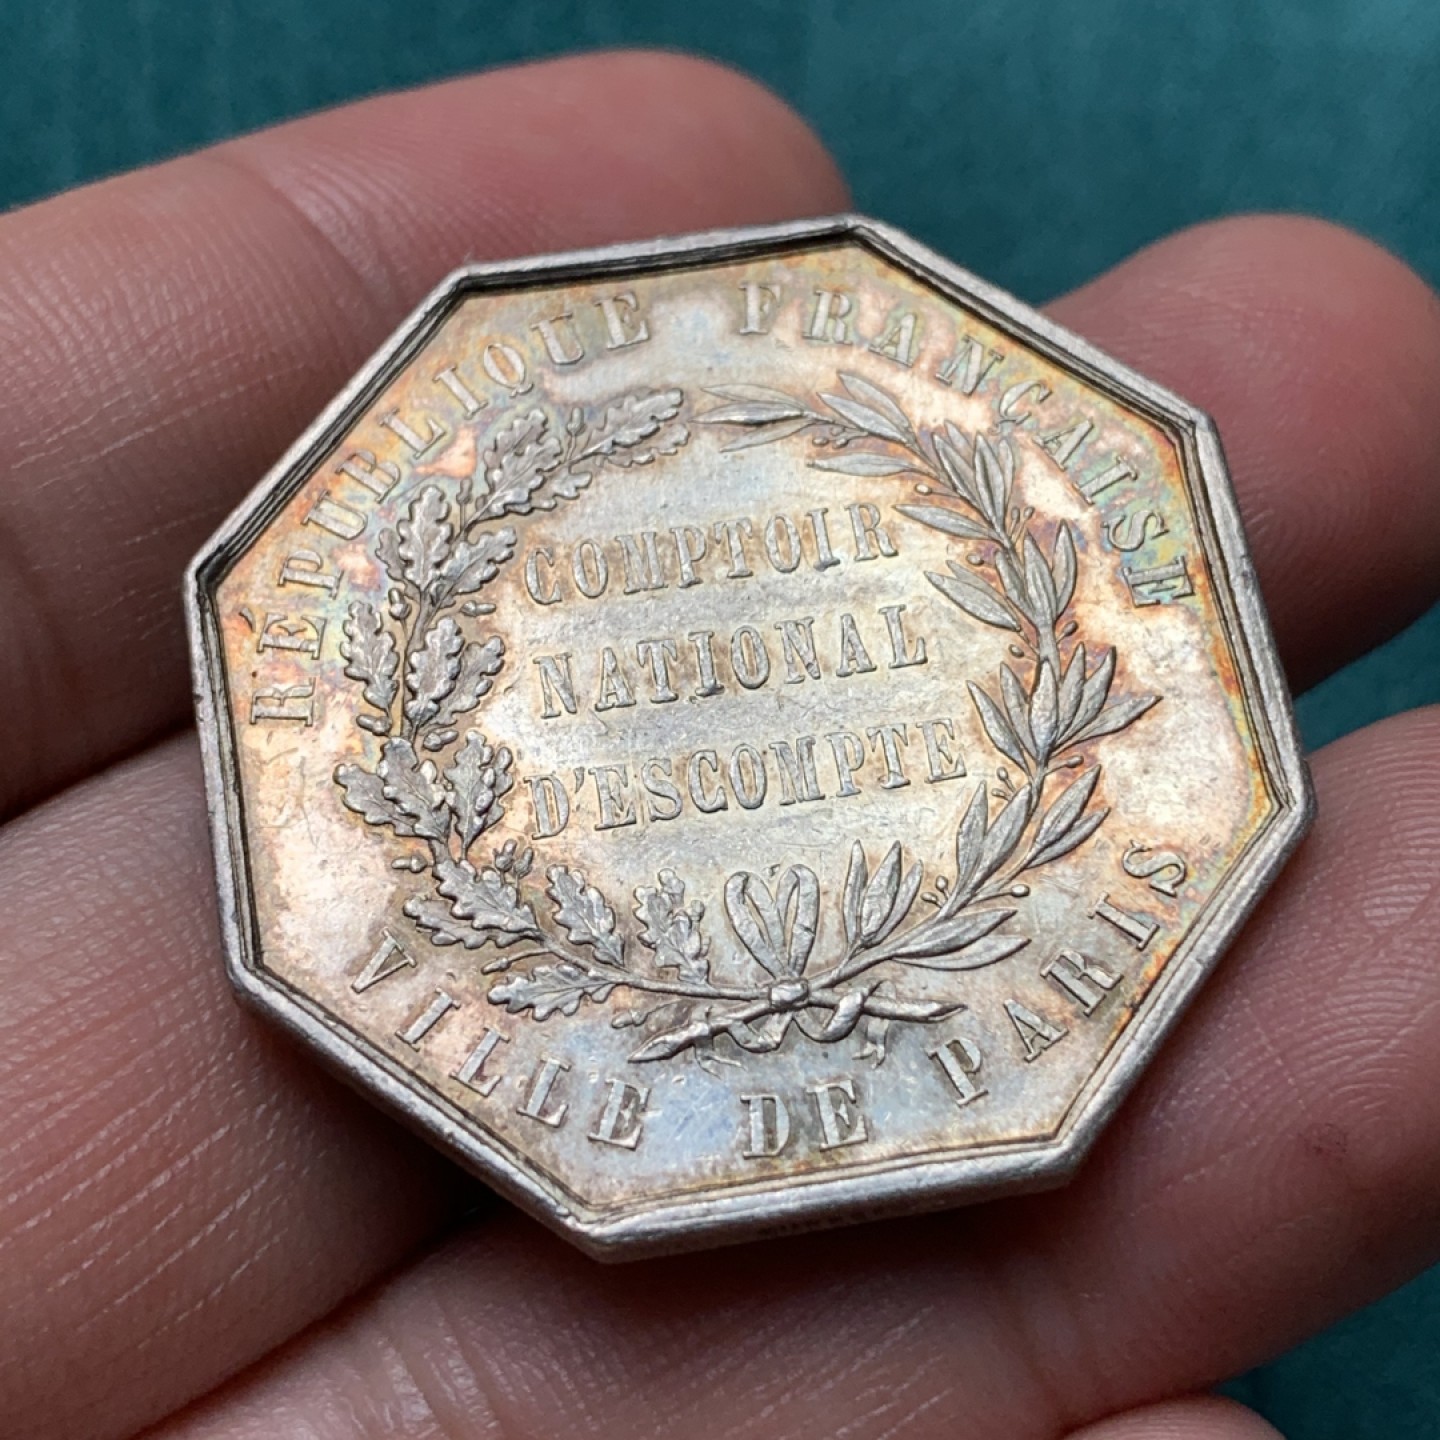 RÉPUBLIQUE FRANÇAISE
COMPTOIR
NATIONAL
D'ESCOMPTE
VILLE DE PARIS